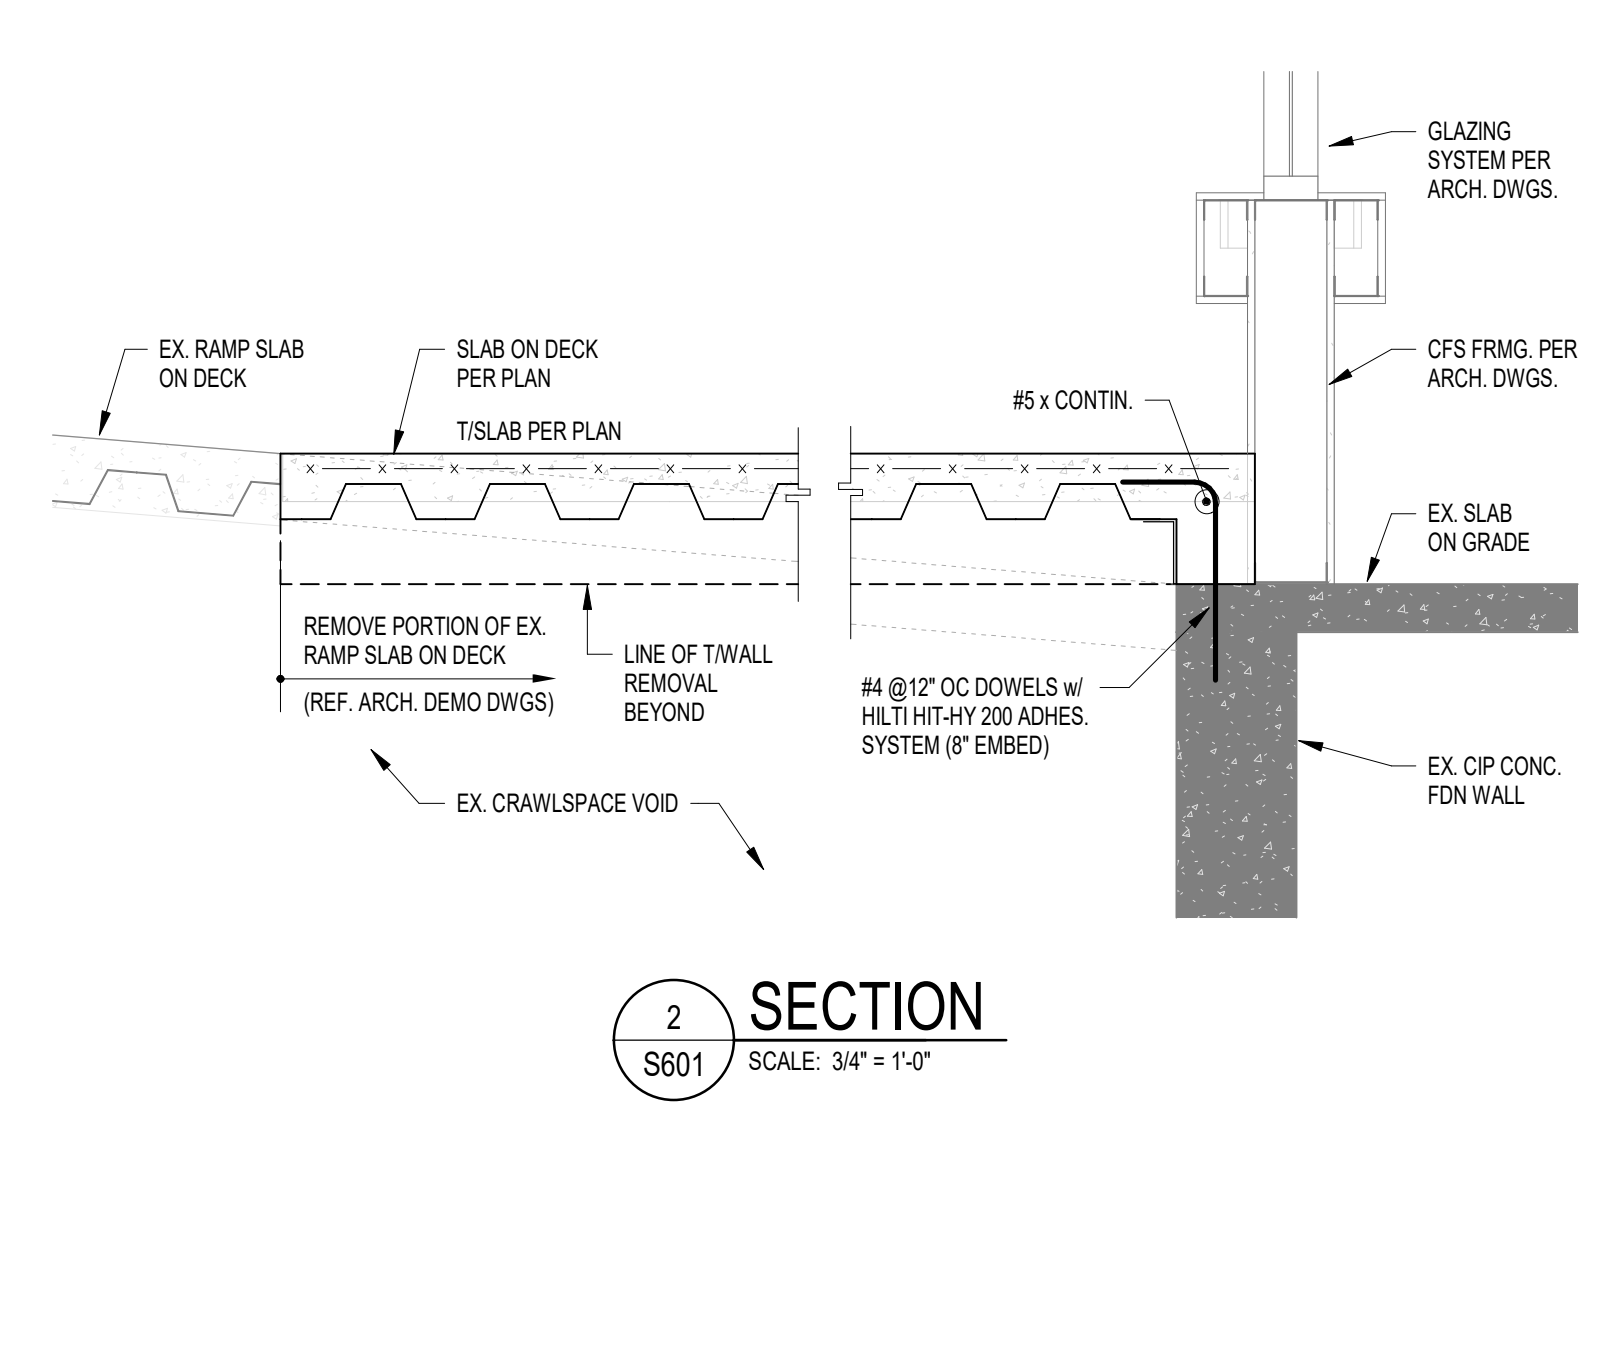 GLAZING
SYSTEM PER
ARCH. DWGS.
EX. RAMP SLAB
ON DECK
SLAB ON DECK
PER PLAN
T/SLAB PER PLAN
#5 x CONTIN.
CFS FRMG. PER
ARCH. DWGS.
EX. SLAB
ON GRADE
REMOVE PORTION OF EX.
RAMP SLAB ON DECK
(REF. ARCH. DEMO DWGS)
LINE OF T/WALL
REMOVAL
BEYOND
#4 @12" OC DOWELS w/
HILTI HIT-HY 200 ADHES.
SYSTEM (8" EMBED)
EX. CIP CONC.
FDN WALL
EX. CRAWLSPACE VOID
2
S601
SECTION
SCALE: 3/4" = 1'-0"